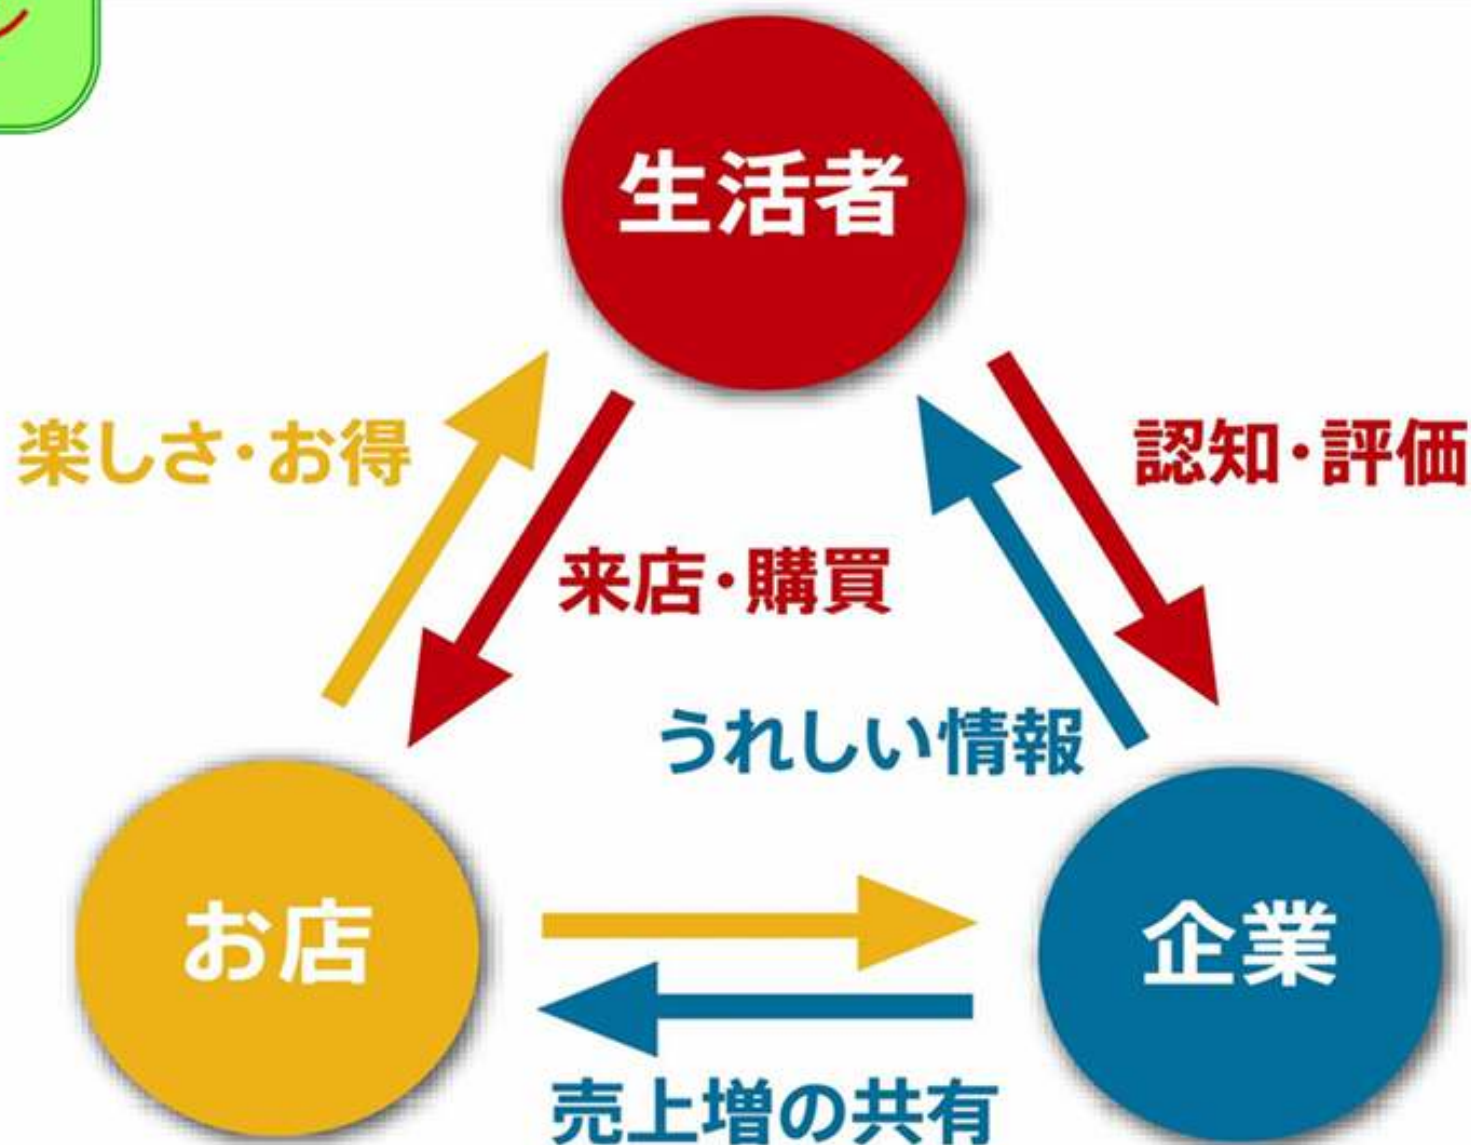 生活者
楽しさ・お得
認知・評価
来店・購買
うれしい情報
お店
企業
売上増の共有